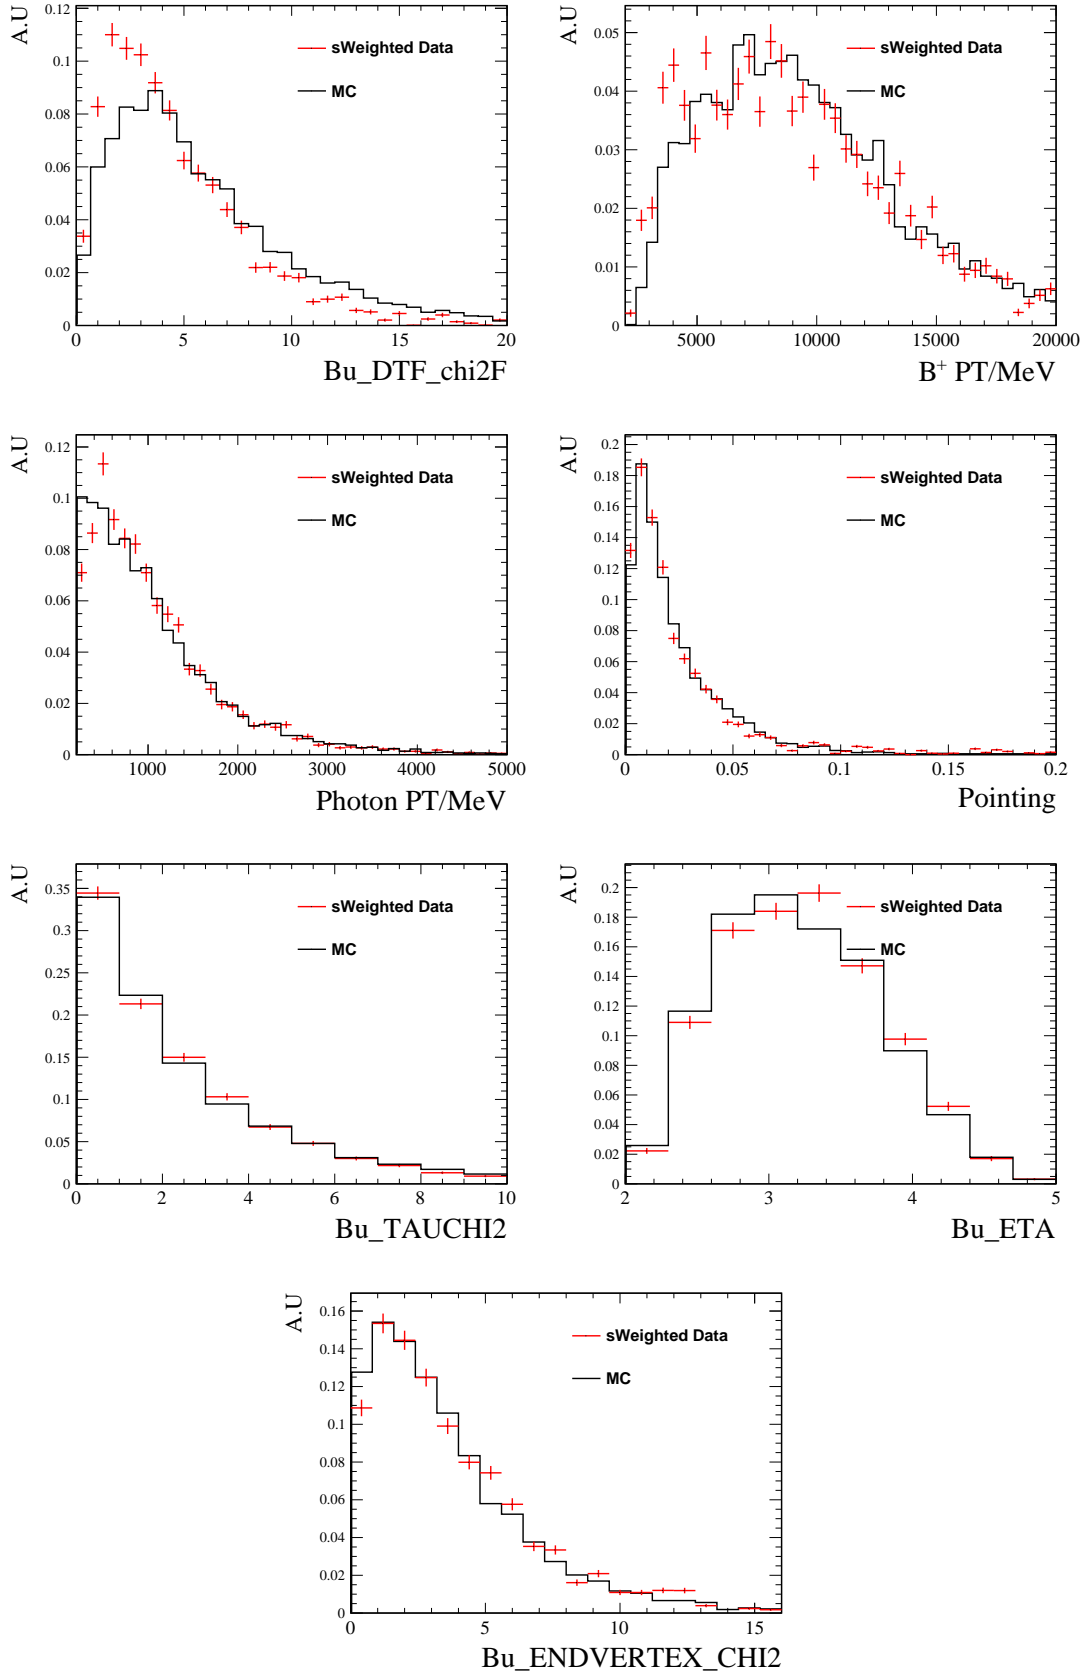 A.U
0.12
0.1
0.08
0.06
0.04
0.02
0
sWeighted Data
MC
0 5 10 15 20
Bu_DTF_chi2F
A.U
0.05
0.04
0.03
0.02
0.01
0
sWeighted Data
MC
5000 10000 15000 20000
B+ PT/MeV
A.U
0.12
0.1
0.08
0.06
0.04
0.02
0
sWeighted Data
MC
1000 2000 3000 4000 5000
Photon PT/MeV
A.U
0.2
0.18
0.16
0.14
0.12
0.1
0.08
0.06
0.04
0.02
0
sWeighted Data
MC
0 0.05 0.1 0.15 0.2
Pointing
A.U
0.35
0.3
0.25
0.2
0.15
0.1
0.05
0
sWeighted Data
MC
0 2 4 6 8 10
Bu_TAUCHI2
A.U
0.2
0.18
0.16
0.14
0.12
0.1
0.08
0.06
0.04
0.02
0
sWeighted Data
MC
2 3 4 5
Bu_ETA
A.U
0.16
0.14
0.12
0.1
0.08
0.06
0.04
0.02
0
sWeighted Data
MC
0 5 10 15
Bu_ENDVERTEX_CHI2